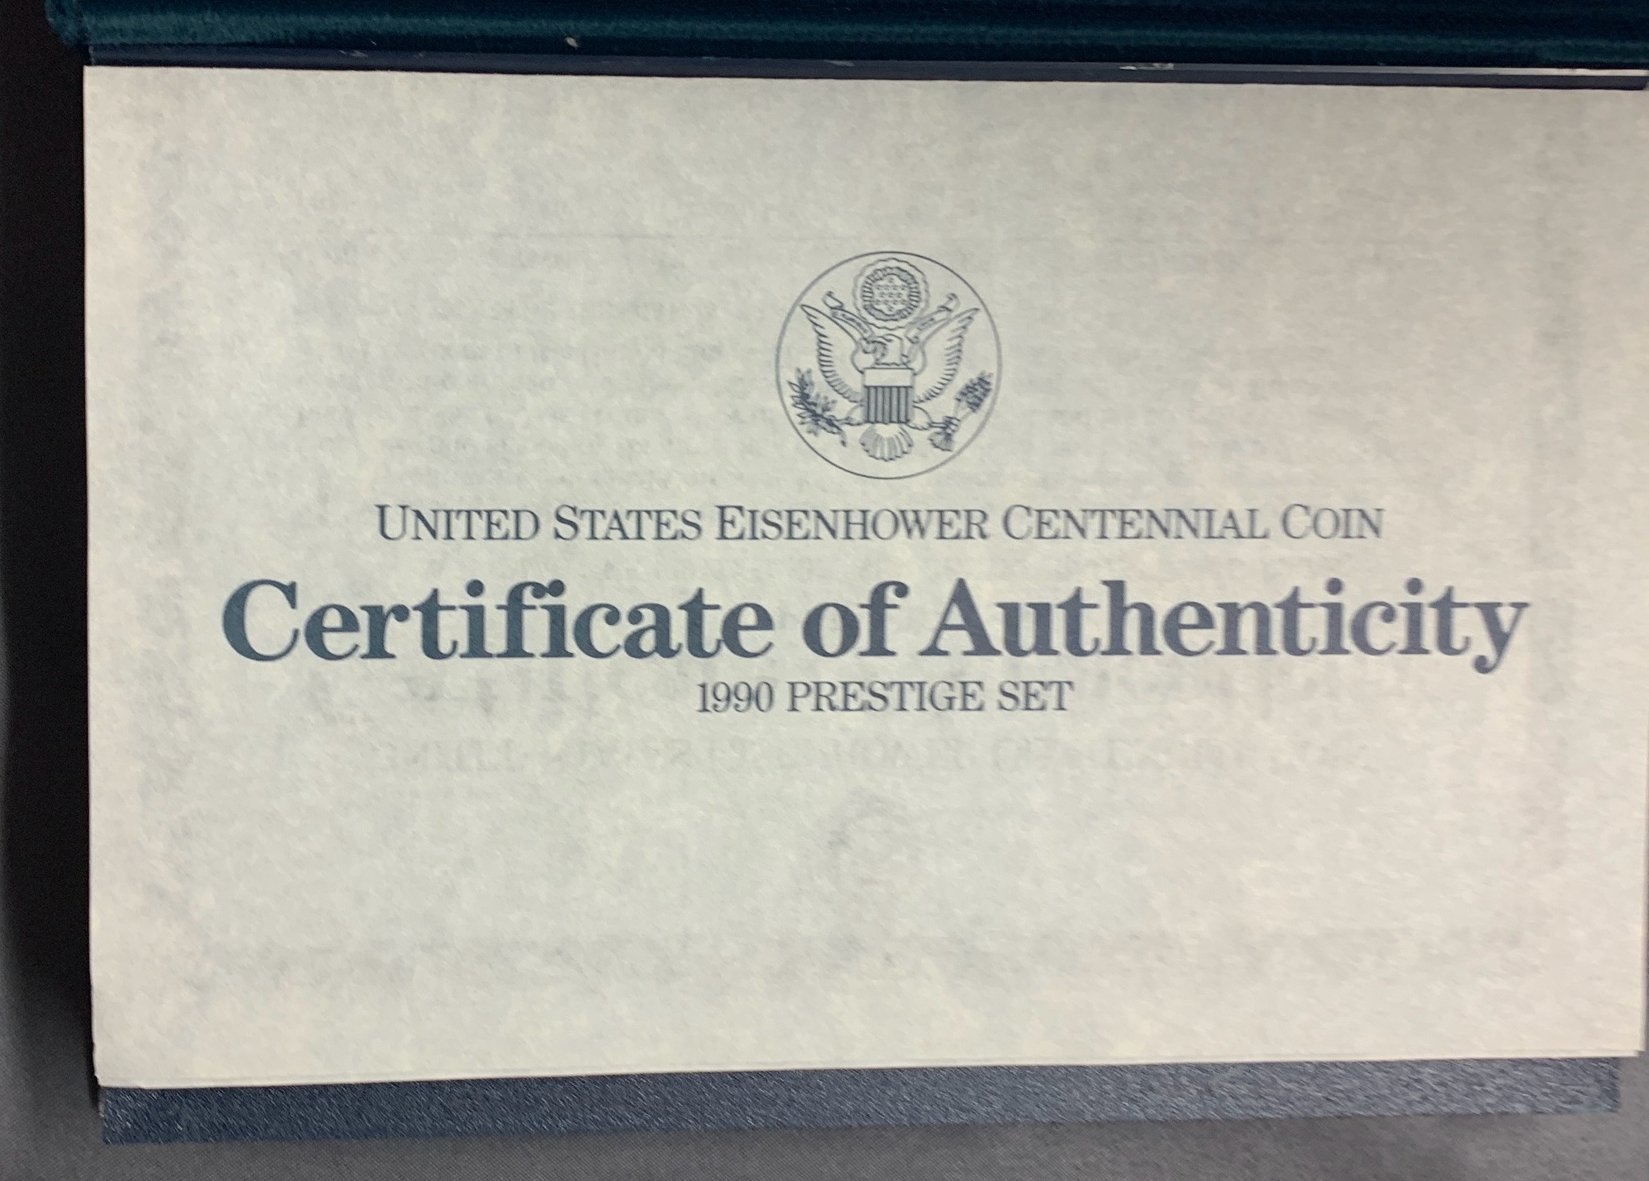 UNITED STATES EISENHOWER CENTENNIAL COIN
Certificate of Authenticity
1990 PRESTIGE SET